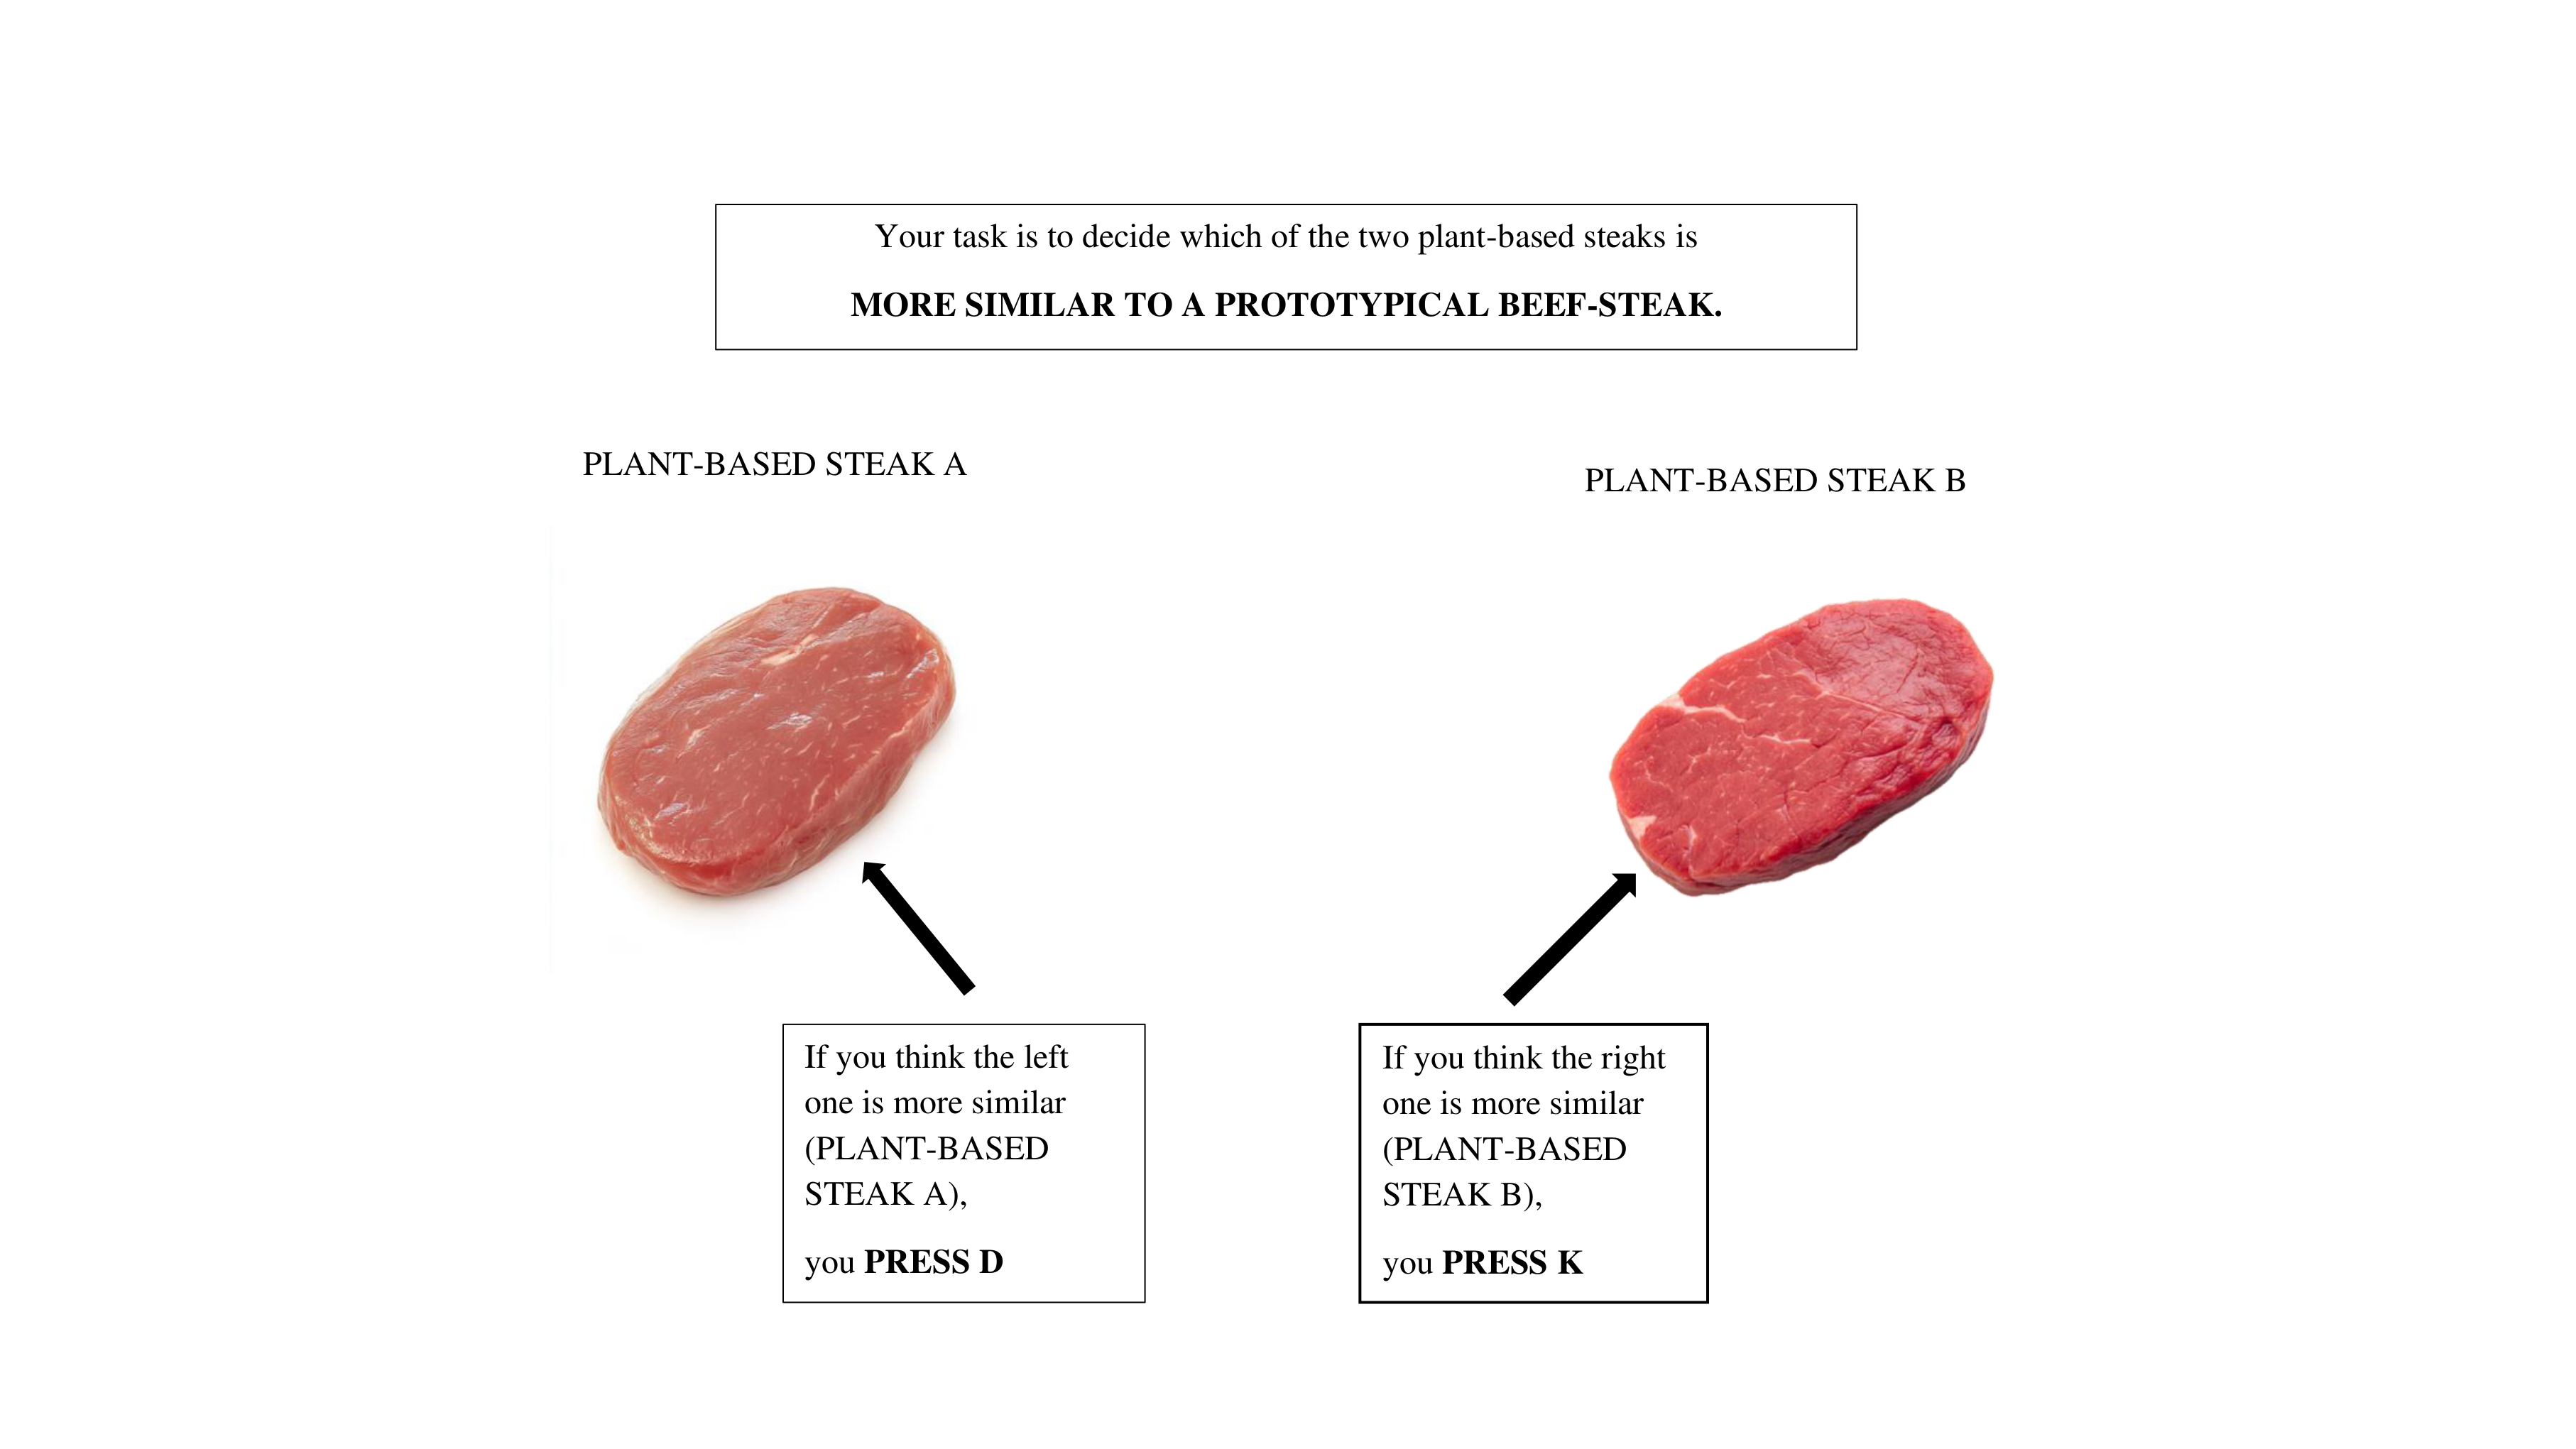 Your task is to decide which of the two plant-based steaks is
MORE SIMILAR TO A PROTOTYPICAL BEEF-STEAK.
PLANT-BASED STEAK A
PLANT-BASED STEAK B
If you think the left
one is more similar
(PLANT-BASED
STEAK A),
you PRESS D
If you think the right
one is more similar
(PLANT-BASED
STEAK B),
you PRESS K